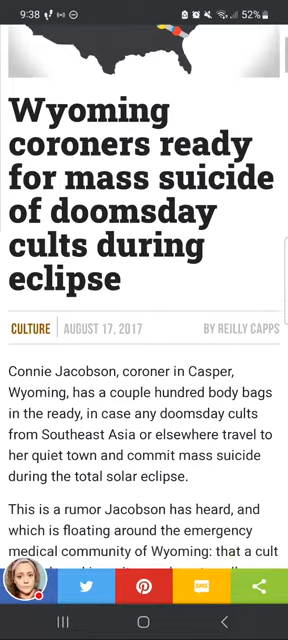 9:38
52%
Wyoming
coroners ready
for mass suicide
of doomsday
cults during
eclipse
CULTURE | AUGUST 17, 2017 BY REILLY CAPPS
Connie Jacobson, coroner in Casper,
Wyoming, has a couple hundred body bags
in the ready, in case any doomsday cults
from Southeast Asia or elsewhere travel to
her quiet town and commit mass suicide
during the total solar eclipse.
This is a rumor Jacobson has heard, and
which is floating around the emergency
medical community of Wyoming: that a cult
SMS